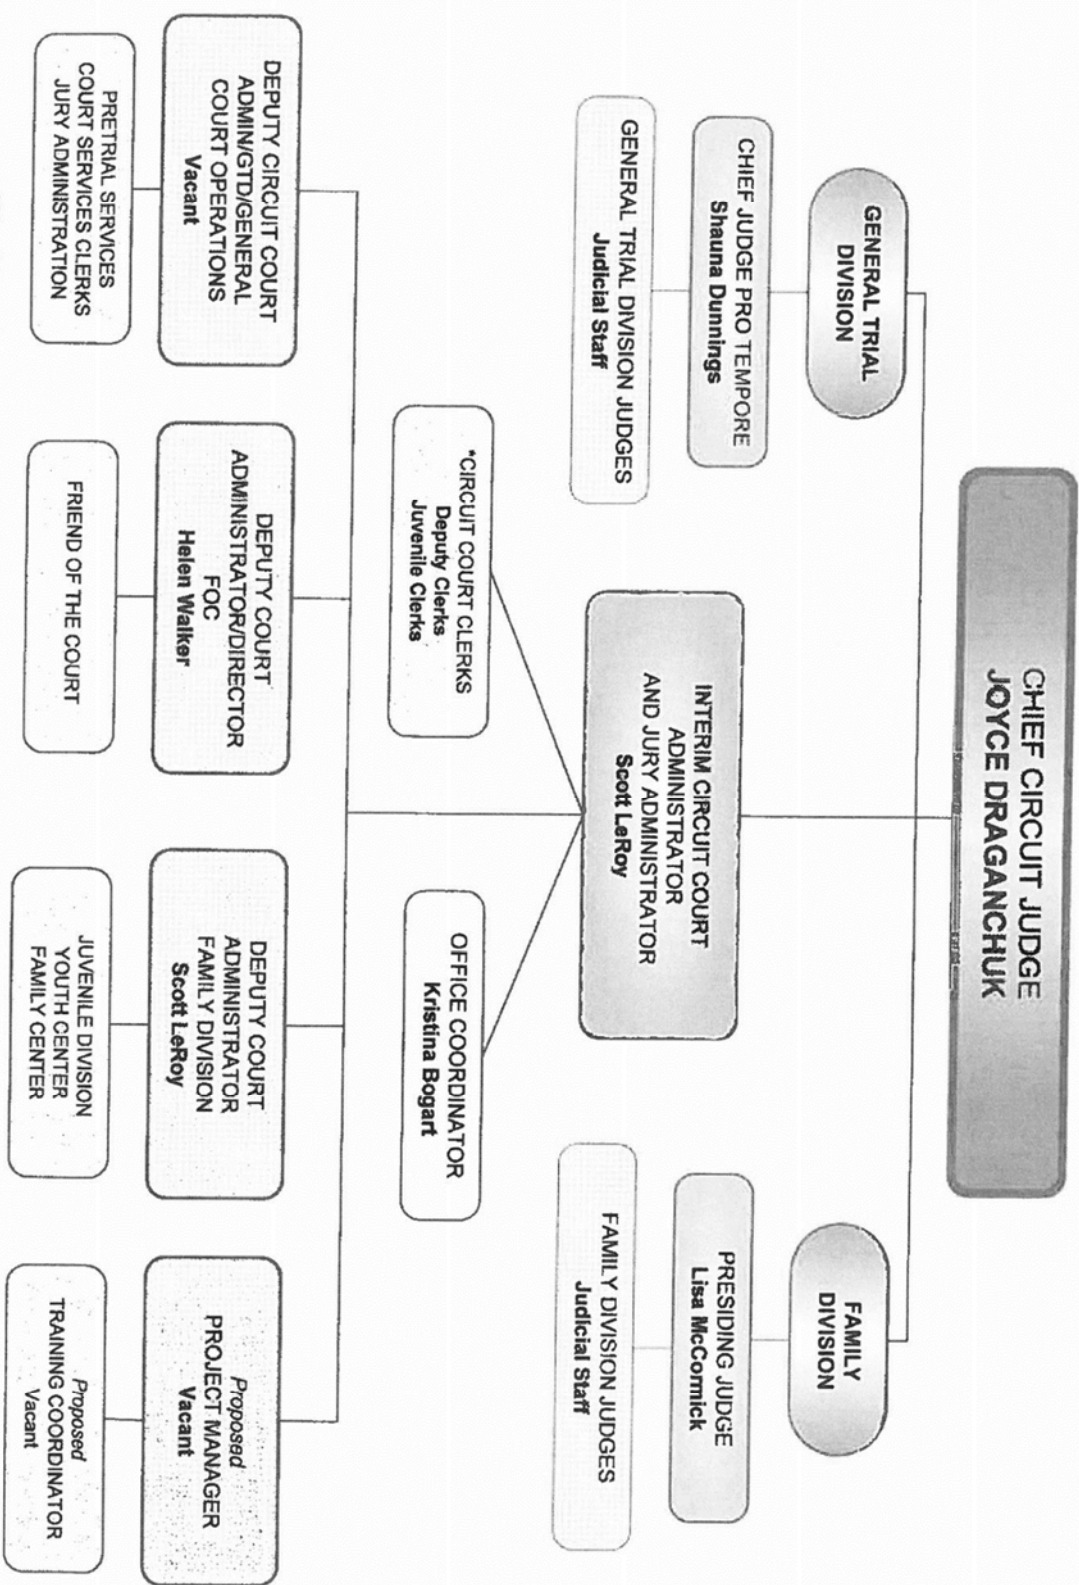 CHIEF CIRCUIT JUDGE
JOYCE DRAGANCHUK
GENERAL TRIAL
DIVISION
CHIEF JUDGE PRO TEMPORE
Shauna Dunnings
GENERAL TRIAL DIVISION JUDGES
Judicial Staff
INTERIM CIRCUIT COURT
ADMINISTRATOR
AND JURY ADMINISTRATOR
Scott LeRoy
FAMILY
DIVISION
PRESIDING JUDGE
Lisa McCormick
FAMILY DIVISION JUDGES
Judicial Staff
*CIRCUIT COURT CLERKS
Deputy Clerks
Juvenile Clerks
OFFICE COORDINATOR
Kristina Bogart
DEPUTY CIRCUIT COURT
ADMIN/GTD/GENERAL
COURT OPERATIONS
Vacant
PRETRIAL SERVICES
COURT SERVICES CLERKS
JURY ADMINISTRATION
DEPUTY COURT
ADMINISTRATOR/DIRECTOR
FOC
Helen Walker
FRIEND OF THE COURT
DEPUTY COURT
ADMINISTRATOR
FAMILY DIVISION
Scott LeRoy
JUVENILE DIVISION
YOUTH CENTER
FAMILY CENTER
Proposed
PROJECT MANAGER
Vacant
Proposed
TRAINING COORDINATOR
Vacant